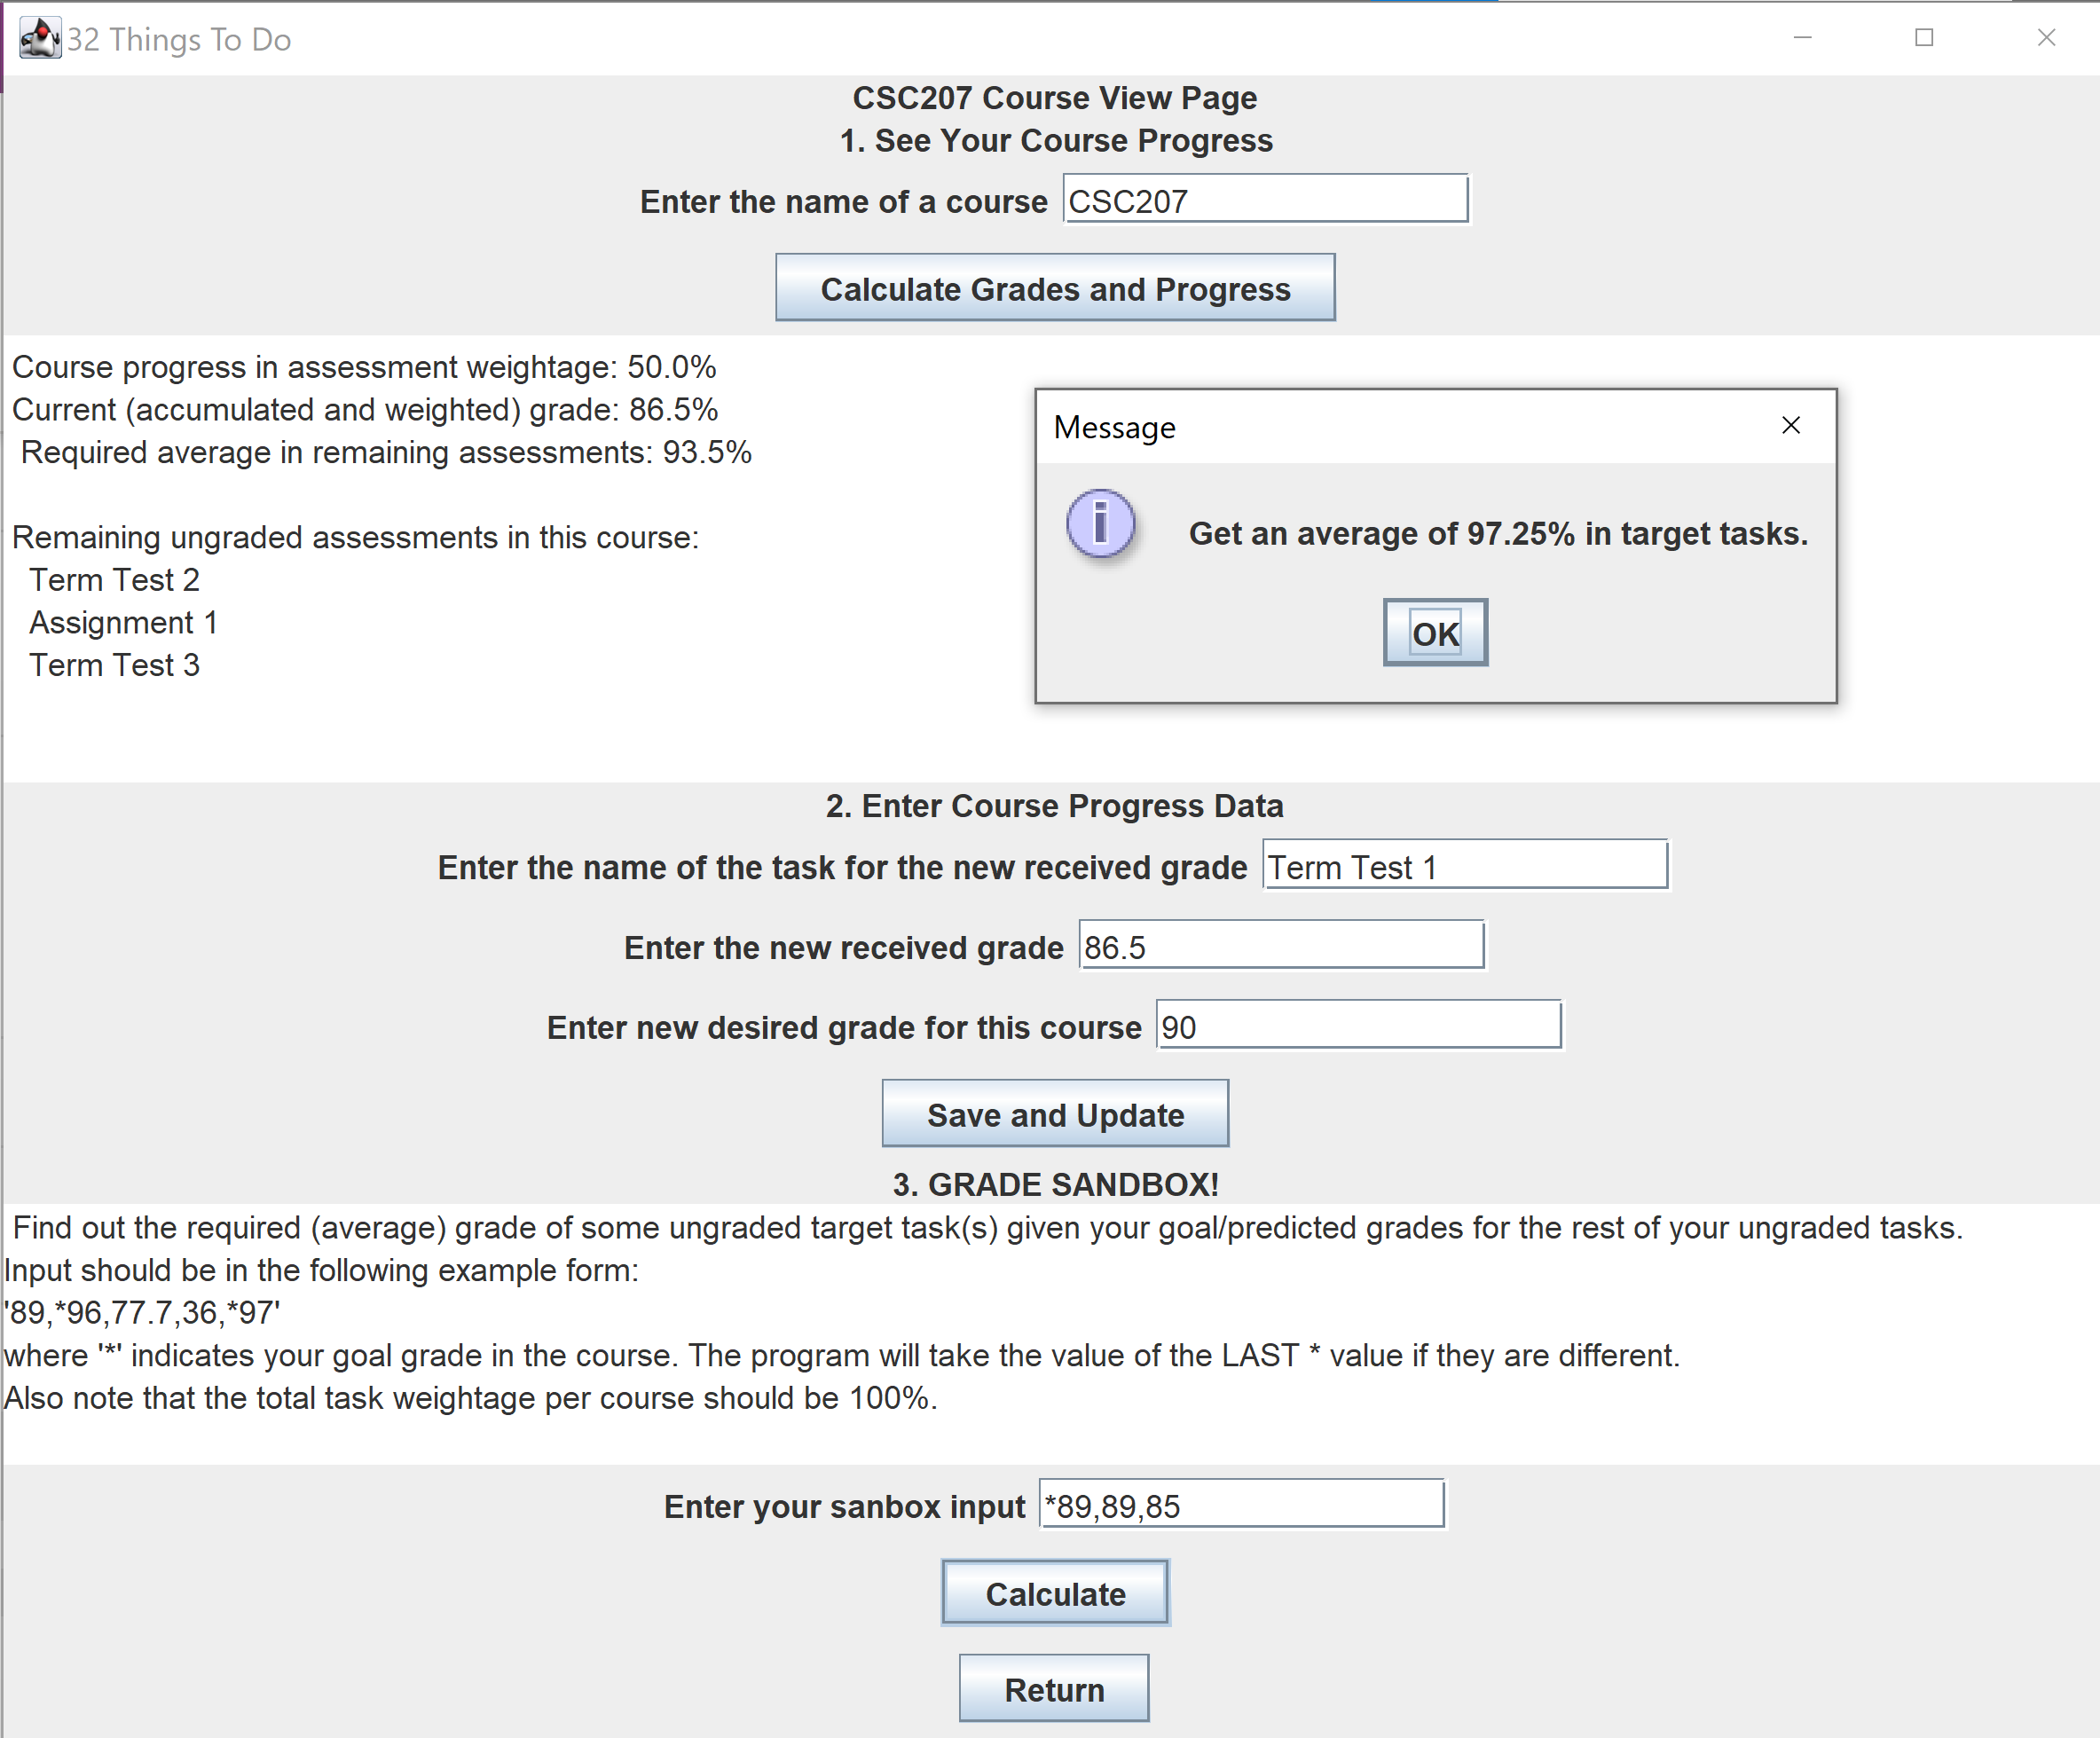 32 Things To Do
CSC207 Course View Page
1. See Your Course Progress
Enter the name of a course CSC207
Calculate Grades and Progress
Course progress in assessment weightage: 50.0%
Current (accumulated and weighted) grade: 86.5%
Required average in remaining assessments: 93.5%
Remaining ungraded assessments in this course:
Term Test 2
Assignment 1
Term Test 3
Message
Get an average of 97.25% in target tasks.
OK
2. Enter Course Progress Data
Enter the name of the task for the new received grade Term Test 1
Enter the new received grade 86.5
Enter new desired grade for this course 90
Save and Update
3. GRADE SANDBOX!
Find out the required (average) grade of some ungraded target task(s) given your goal/predicted grades for the rest of your ungraded tasks.
Input should be in the following example form:
'89,*96,77.7,36,*97'
where '*' indicates your goal grade in the course. The program will take the value of the LAST * value if they are different.
Also note that the total task weightage per course should be 100%.
Enter your sanbox input *89,89,85
Calculate
Return